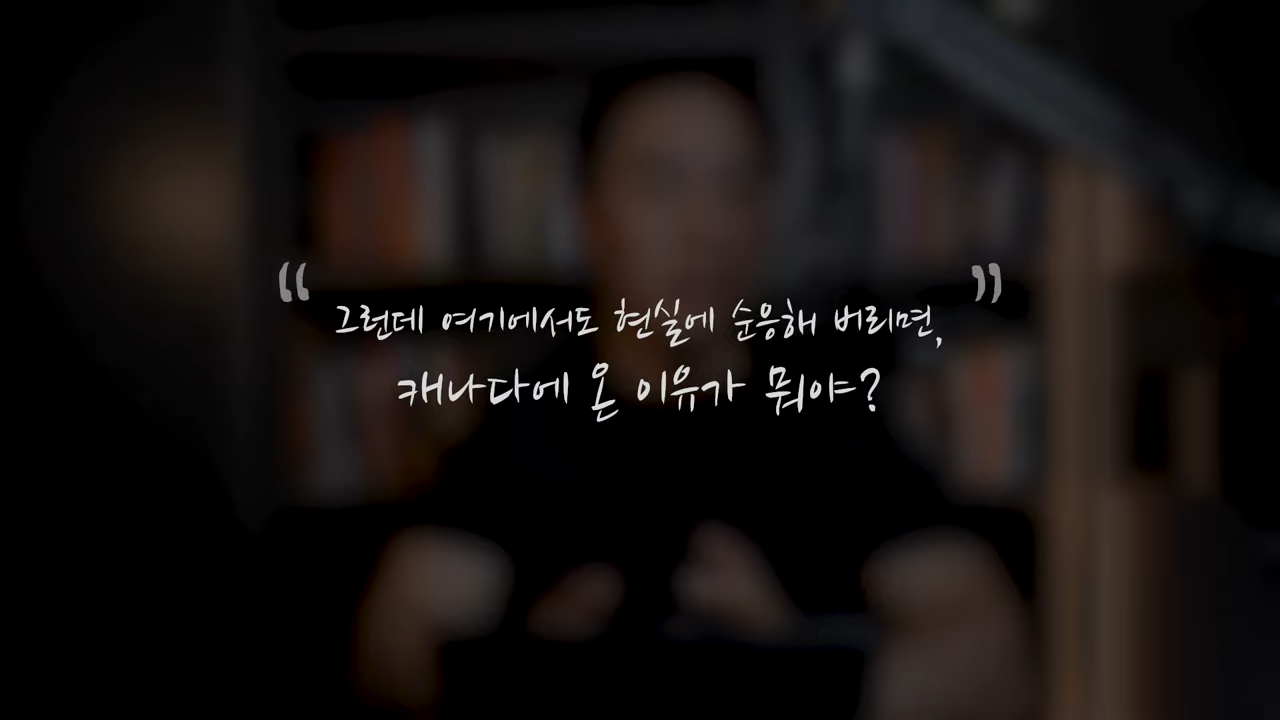 “ 그런데 여기에서도 현실에 순응해 버리면, ”
캐나다에 온 이유가 뭐야?